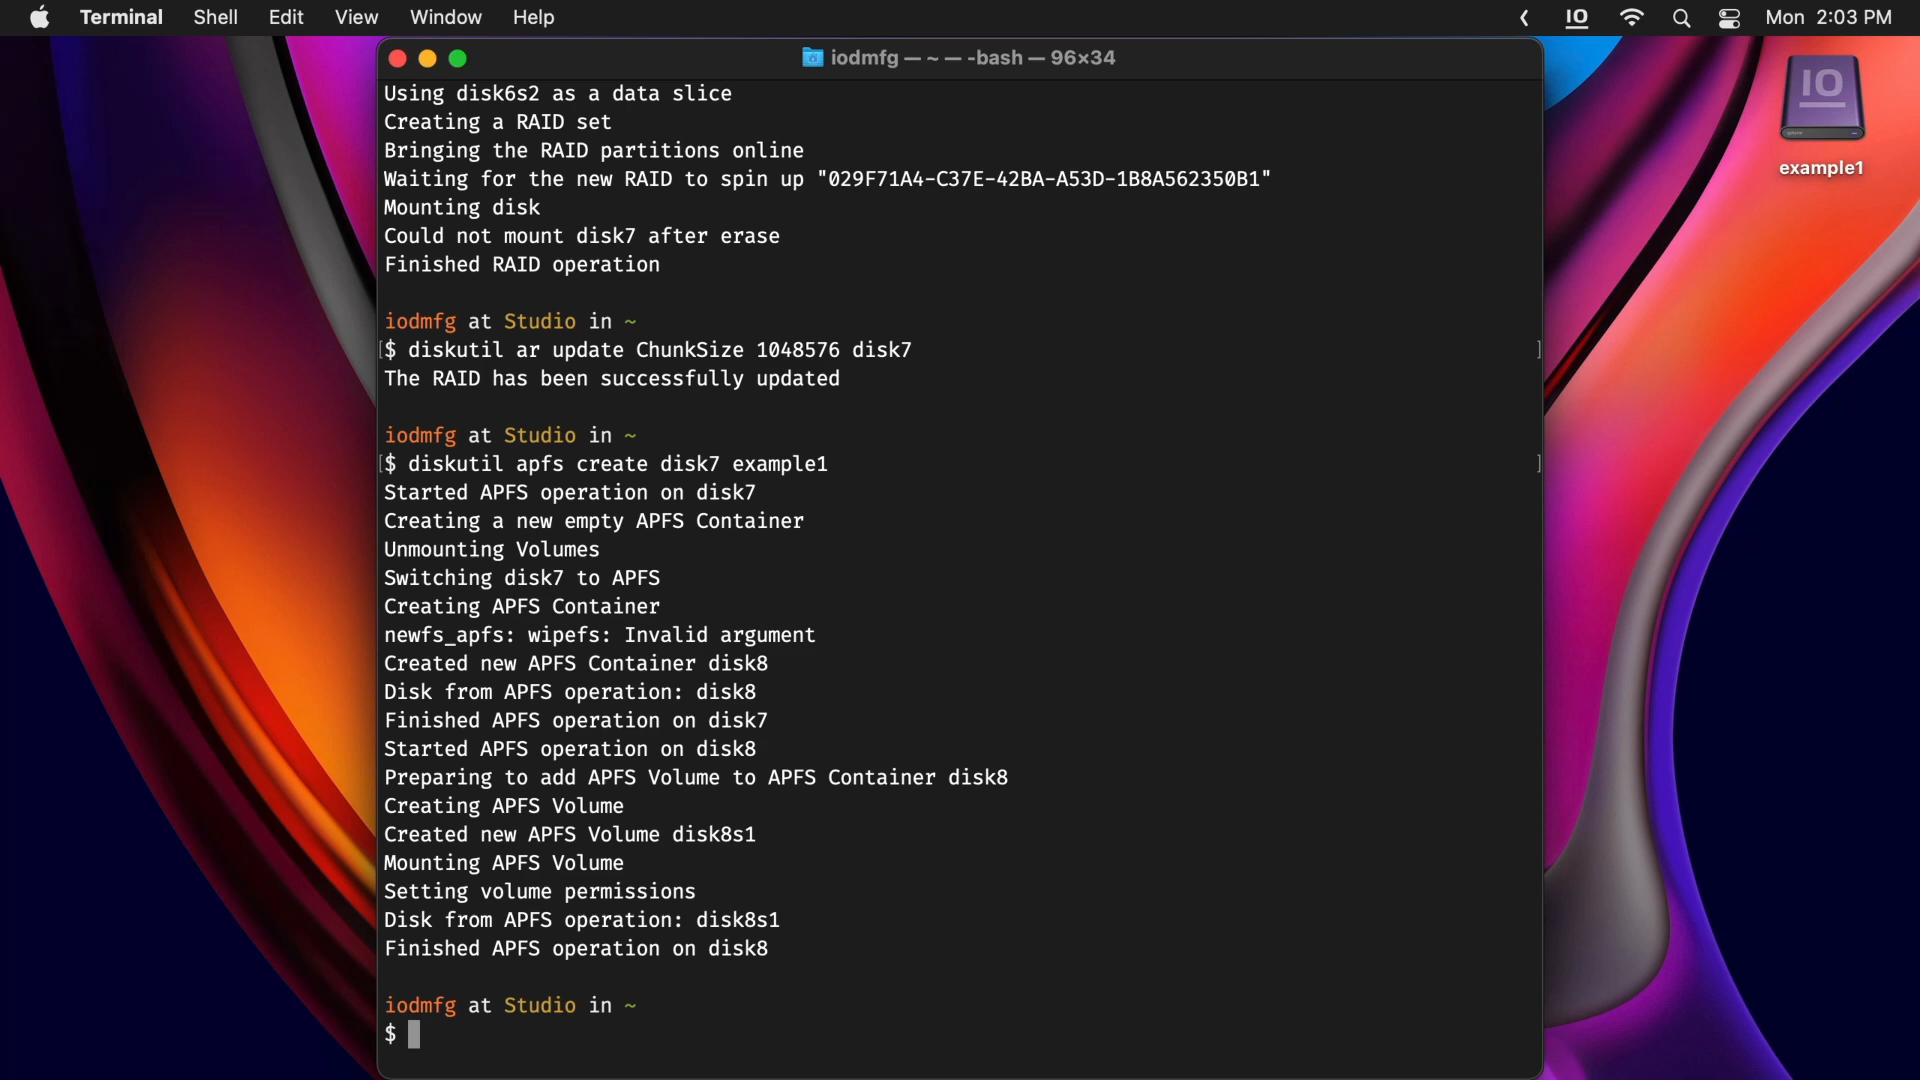 Terminal Shell Edit View Window Help IO Mon 2:03 PM
iodmfg — ~ — -bash — 96×34
Using disk6s2 as a data slice
Creating a RAID set
Bringing the RAID partitions online
Waiting for the new RAID to spin up "029F71A4-C37E-42BA-A53D-1B8A562350B1"
Mounting disk
Could not mount disk7 after erase
Finished RAID operation
iodmfg at Studio in ~
[$ diskutil ar update ChunkSize 1048576 disk7 ]
The RAID has been successfully updated
iodmfg at Studio in ~
[$ diskutil apfs create disk7 example1 ]
Started APFS operation on disk7
Creating a new empty APFS Container
Unmounting Volumes
Switching disk7 to APFS
Creating APFS Container
newfs_apfs: wipefs: Invalid argument
Created new APFS Container disk8
Disk from APFS operation: disk8
Finished APFS operation on disk7
Started APFS operation on disk8
Preparing to add APFS Volume to APFS Container disk8
Creating APFS Volume
Created new APFS Volume disk8s1
Mounting APFS Volume
Setting volume permissions
Disk from APFS operation: disk8s1
Finished APFS operation on disk8
iodmfg at Studio in ~
$
IO
example1